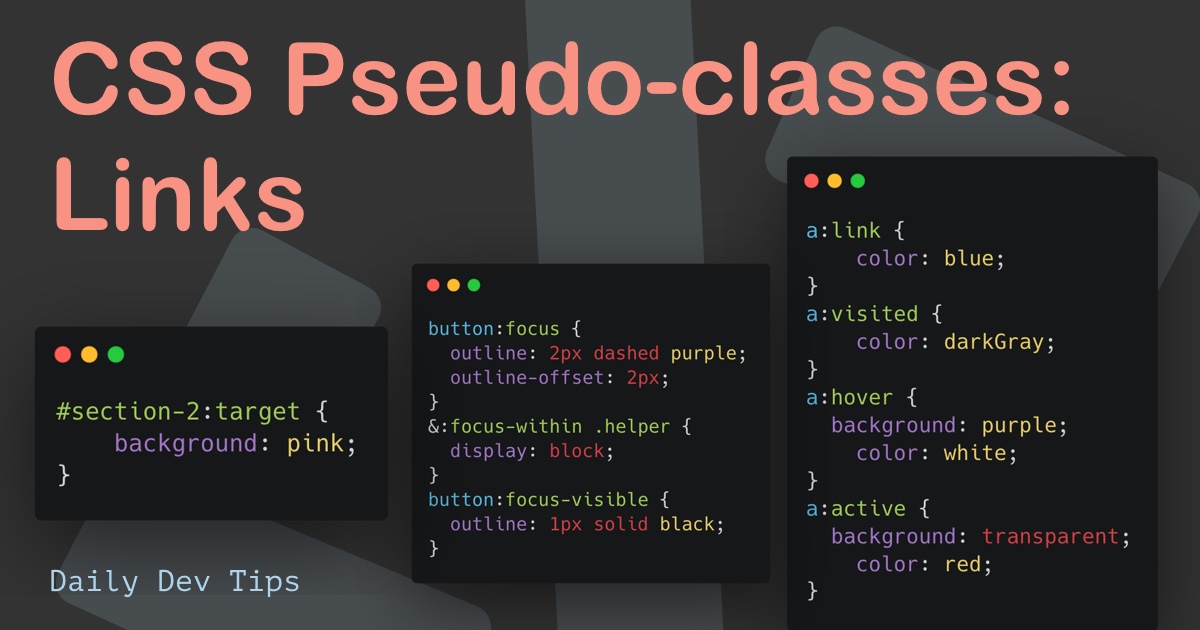 CSS Pseudo-classes:
Links
#section-2:target {
    background: pink;
}
button:focus {
  outline: 2px dashed purple;
  outline-offset: 2px;
}
&:focus-within .helper {
  display: block;
}
button:focus-visible {
  outline: 1px solid black;
}
a:link {
    color: blue;
}
a:visited {
    color: darkGray;
}
a:hover {
  background: purple;
    color: white;
}
a:active {
  background: transparent;
    color: red;
}
Daily Dev Tips